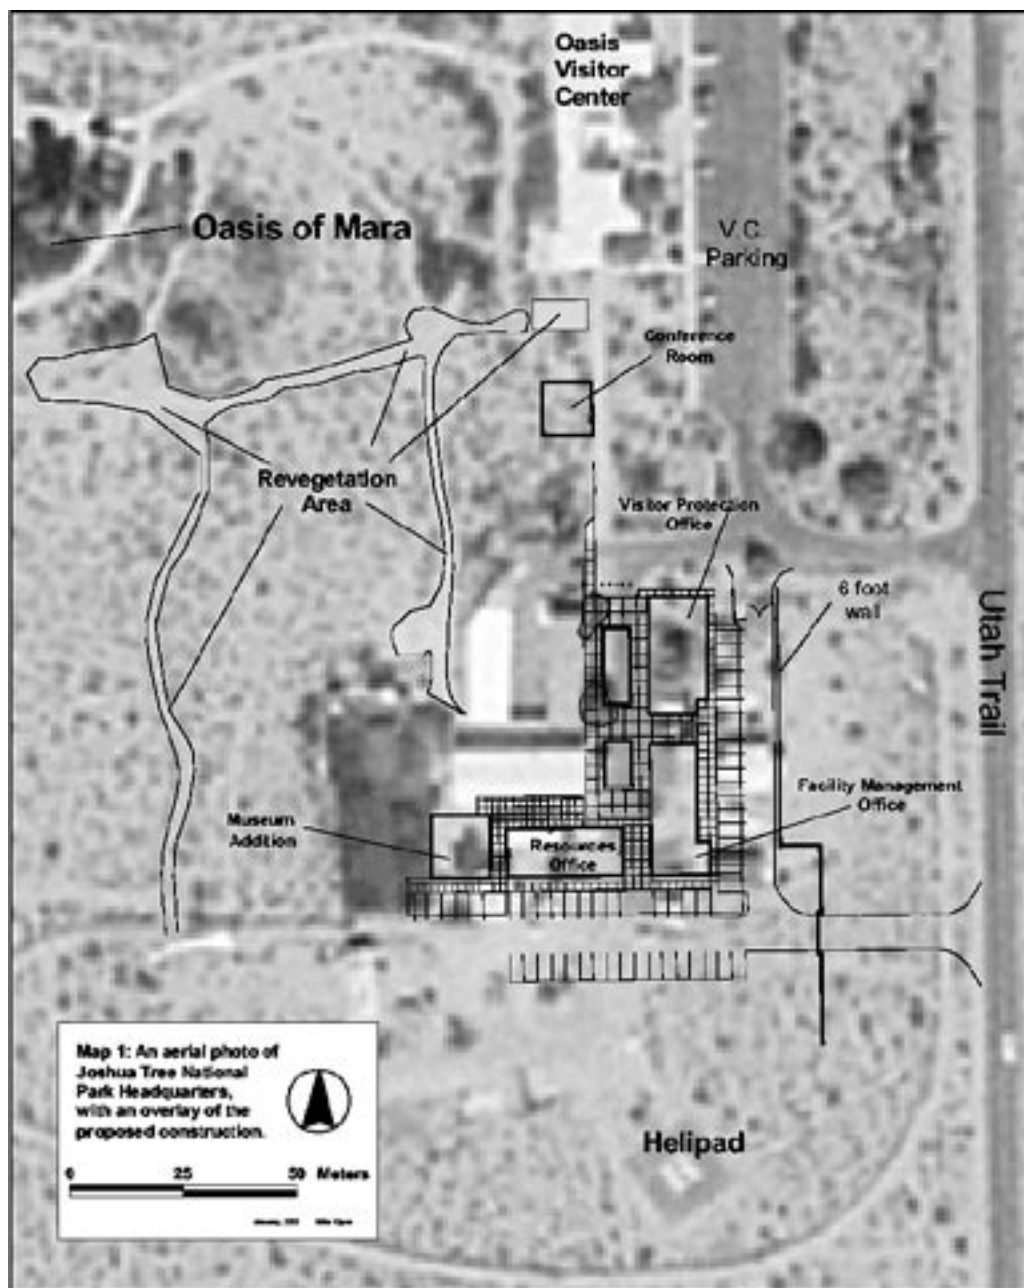 Oasis
Visitor
Center
Oasis of Mara
V.C.
Parking
Conference
Room
Revegetation
Area
Visitor Protection
Office
6 foot
wall
Utah Trail
Facility Management
Office
Museum
Addition
Resources
Office
Map 1: An aerial photo of
Joshua Tree National
Park Headquarters,
with an overlay of the
proposed construction.
0 25 50 Meters
Helipad